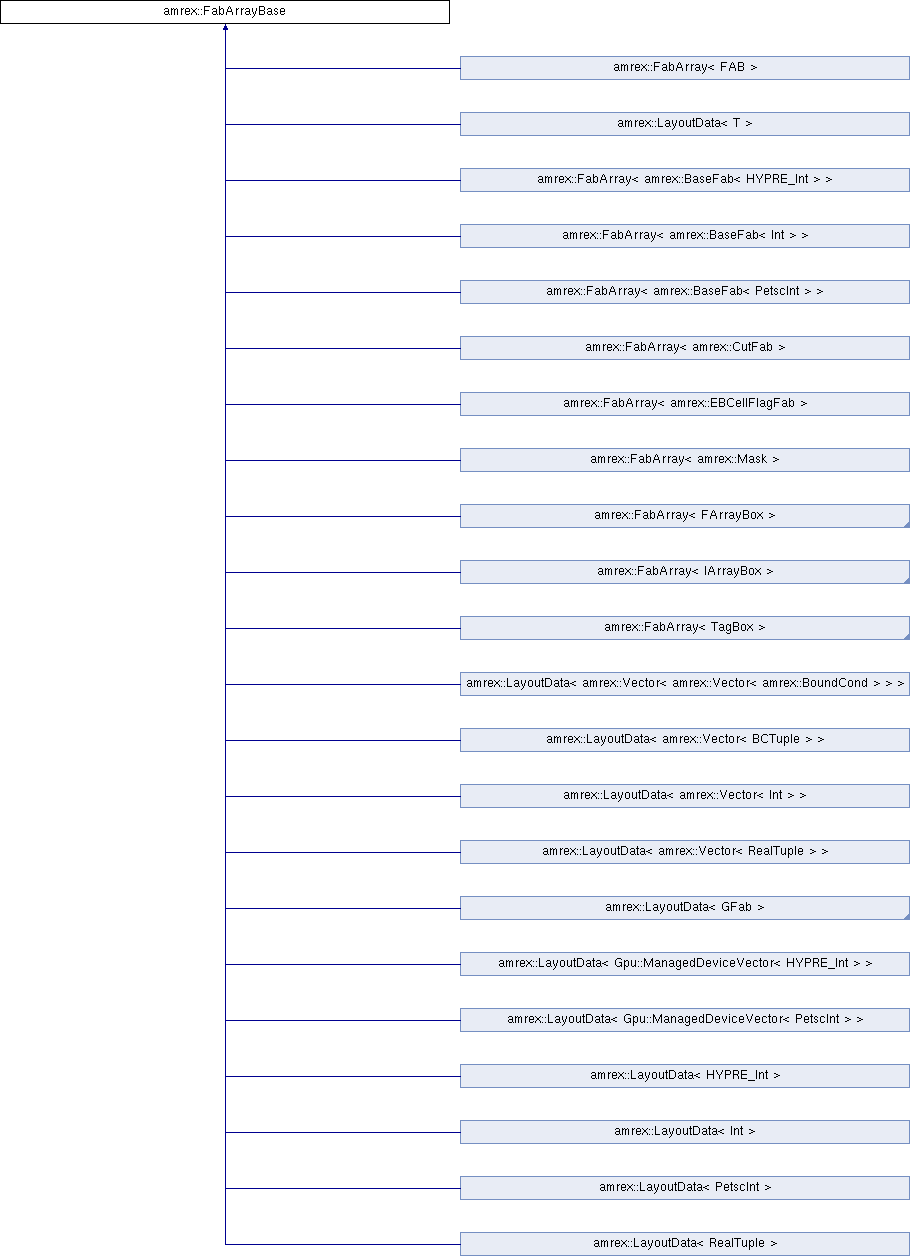 amrex::FabArrayBase
amrex::FabArray< FAB >
amrex::LayoutData< T >
amrex::FabArray< amrex::BaseFab< HYPRE_Int > >
amrex::FabArray< amrex::BaseFab< Int > >
amrex::FabArray< amrex::BaseFab< PetscInt > >
amrex::FabArray< amrex::CutFab >
amrex::FabArray< amrex::EBCellFlagFab >
amrex::FabArray< amrex::Mask >
amrex::FabArray< FArrayBox >
amrex::FabArray< IArrayBox >
amrex::FabArray< TagBox >
amrex::LayoutData< amrex::Vector< amrex::Vector< amrex::BoundCond > > >
amrex::LayoutData< amrex::Vector< BCTuple > >
amrex::LayoutData< amrex::Vector< Int > >
amrex::LayoutData< amrex::Vector< RealTuple > >
amrex::LayoutData< GFab >
amrex::LayoutData< Gpu::ManagedDeviceVector< HYPRE_Int > >
amrex::LayoutData< Gpu::ManagedDeviceVector< PetscInt > >
amrex::LayoutData< HYPRE_Int >
amrex::LayoutData< Int >
amrex::LayoutData< PetscInt >
amrex::LayoutData< RealTuple >